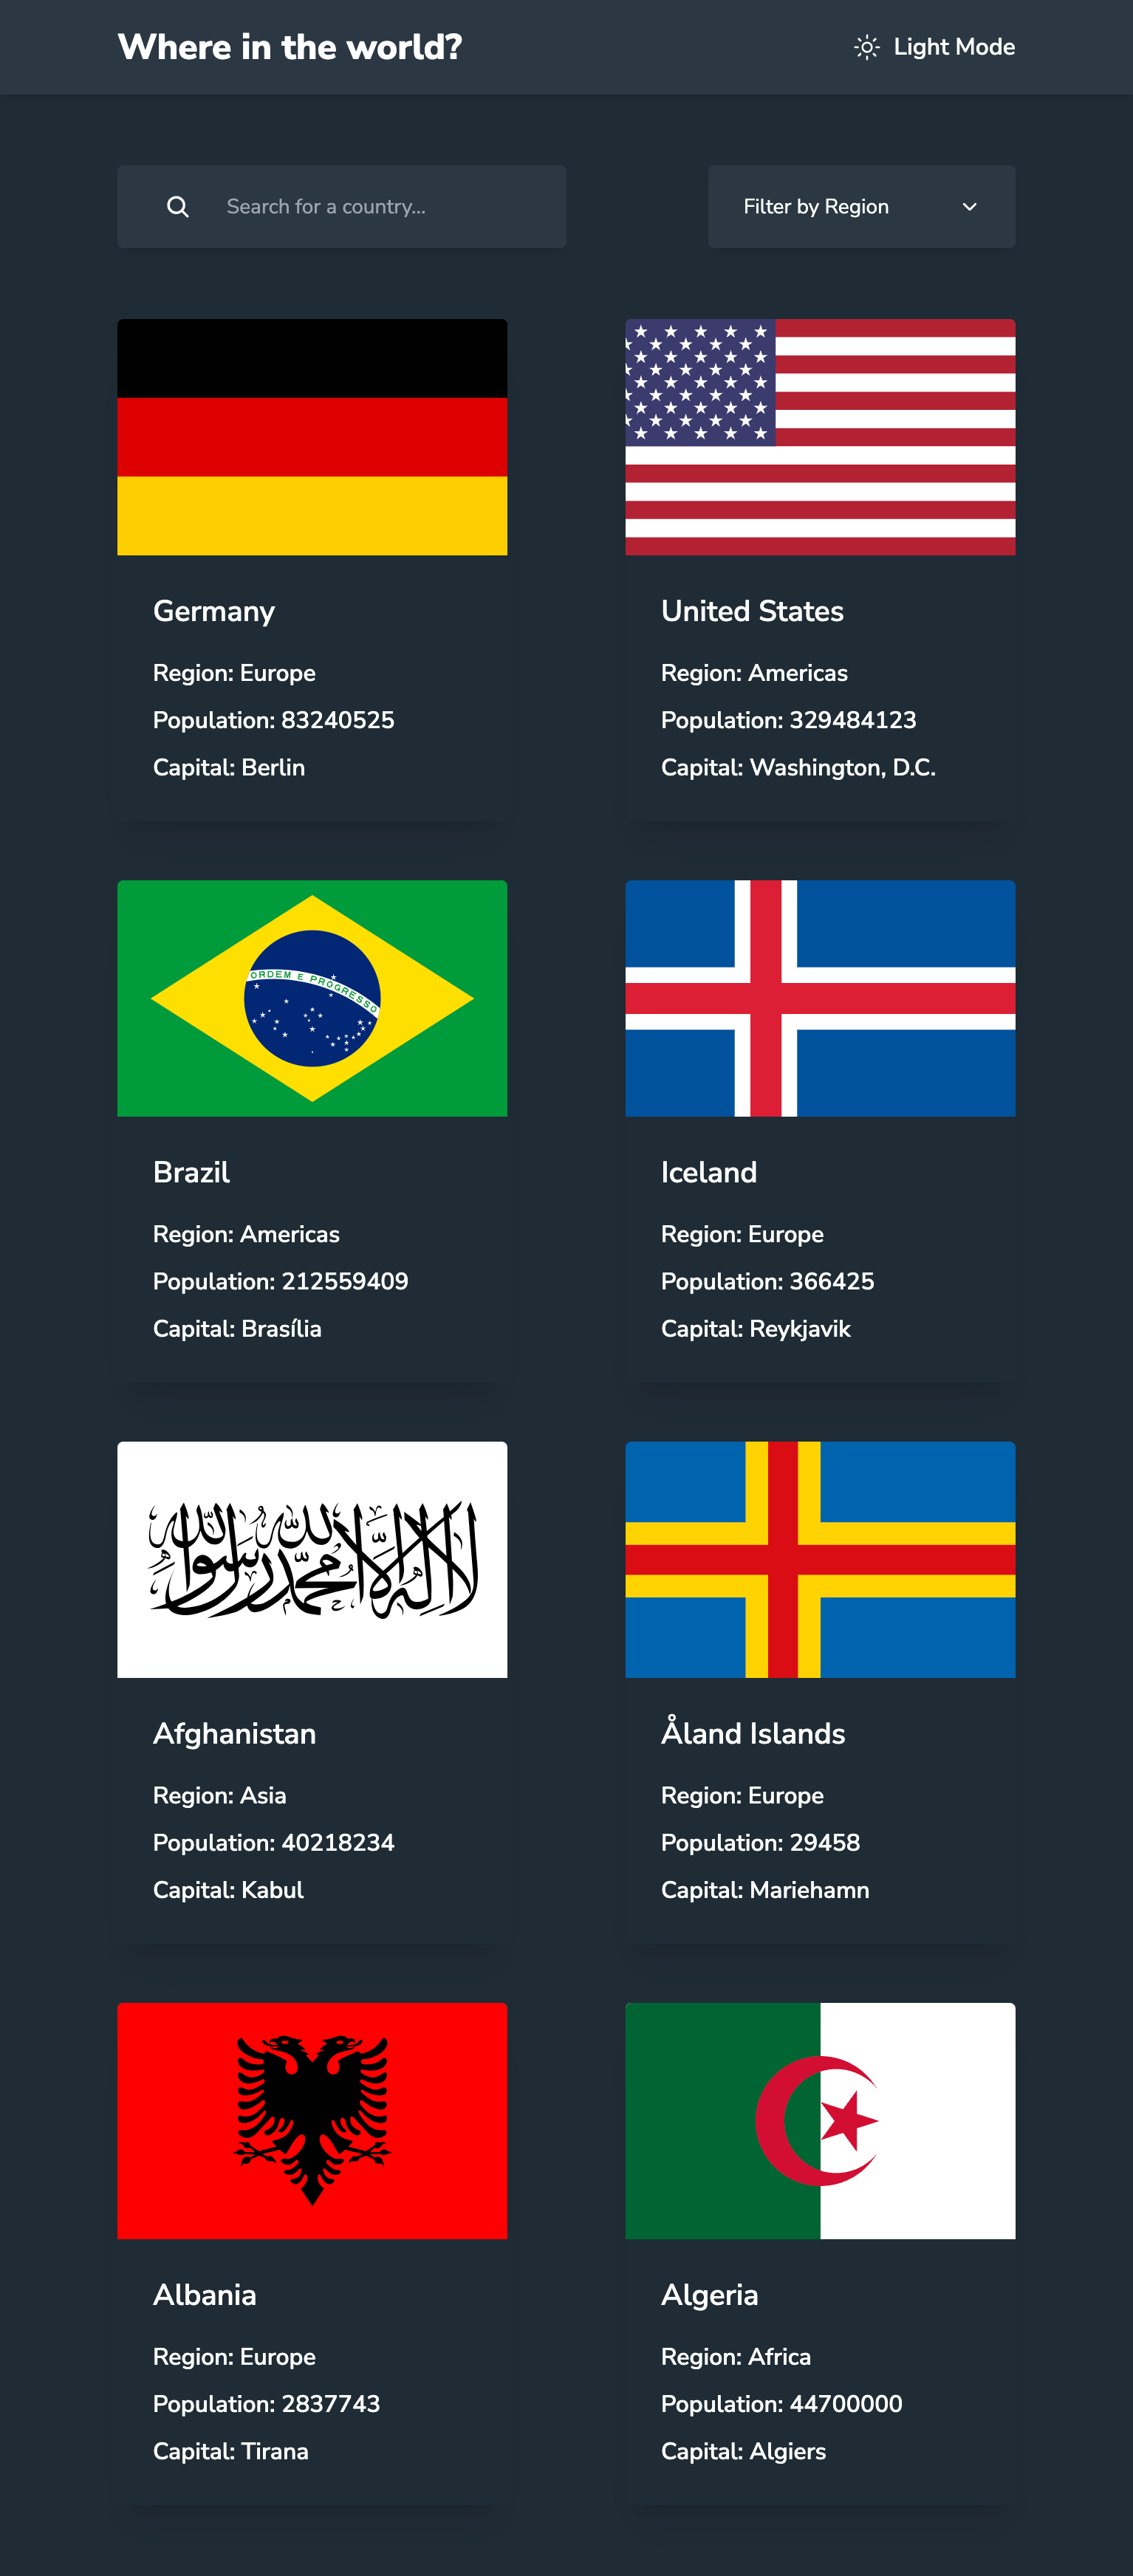 Where in the world?
Light Mode
Search for a country...
Filter by Region
Germany
Region: Europe
Population: 83240525
Capital: Berlin
United States
Region: Americas
Population: 329484123
Capital: Washington, D.C.
ORDEM E PROGRESSO
Brazil
Region: Americas
Population: 212559409
Capital: Brasília
Iceland
Region: Europe
Population: 366425
Capital: Reykjavik
لا إله إلا الله محمد رسول الله
Afghanistan
Region: Asia
Population: 40218234
Capital: Kabul
Åland Islands
Region: Europe
Population: 29458
Capital: Mariehamn
Albania
Region: Europe
Population: 2837743
Capital: Tirana
Algeria
Region: Africa
Population: 44700000
Capital: Algiers